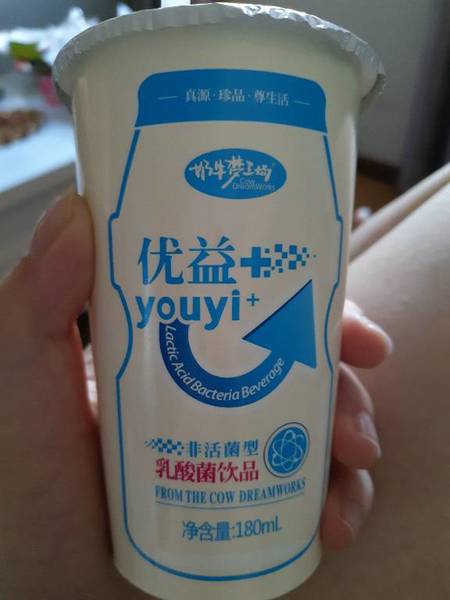 真源·珍品·尊生活
奶牛梦工场
Cow DreamWorks
优益+
youyi+
Lactic Acid Bacteria Beverage
非活菌型
乳酸菌饮品
FROM THE COW DREAMWORKS
净含量:180mL